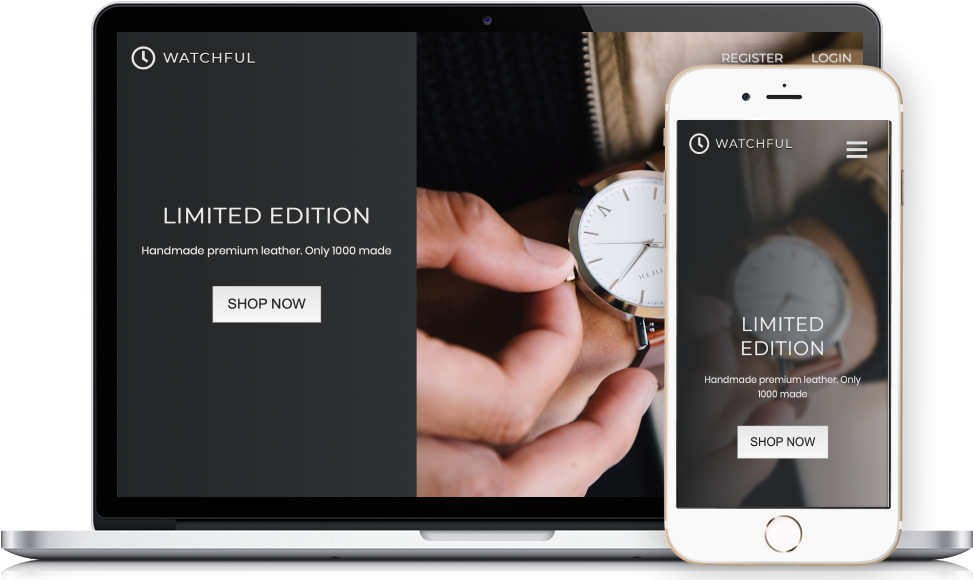 WATCHFUL
REGISTER LOGIN
LIMITED EDITION
Handmade premium leather. Only 1000 made
SHOP NOW
WATCHFUL
LIMITED
EDITION
Handmade premium leather. Only
1000 made
SHOP NOW